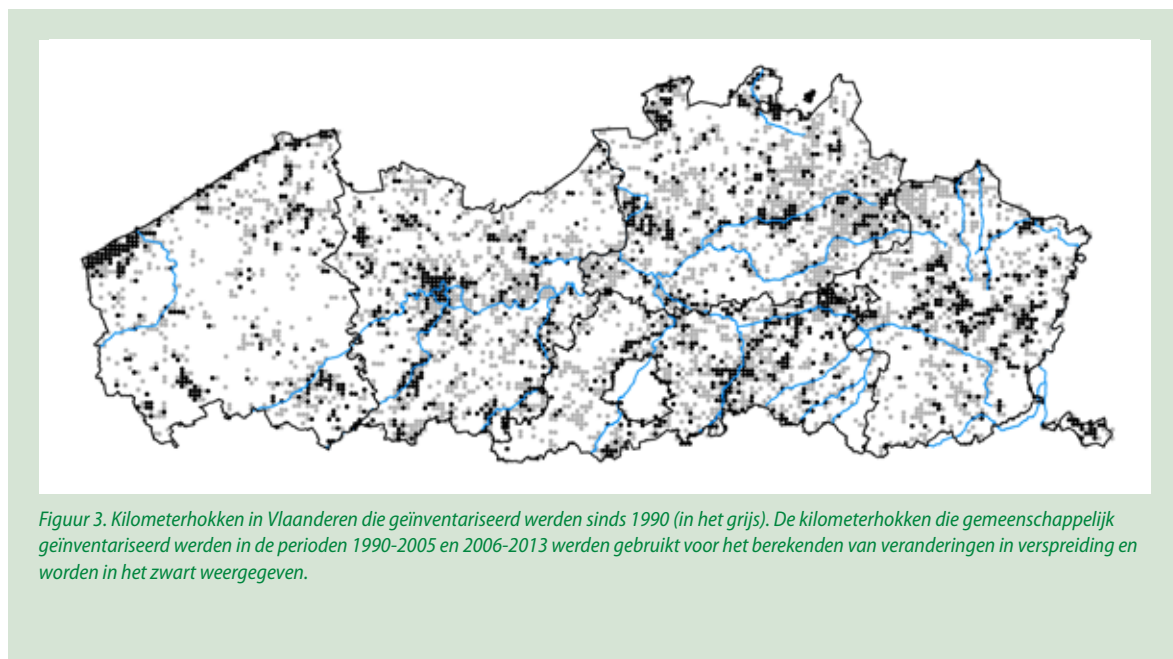 Figuur 3. Kilometerhokken in Vlaanderen die geïnventariseerd werden sinds 1990 (in het grijs). De kilometerhokken die gemeenschappelijk
geïnventariseerd werden in de perioden 1990-2005 en 2006-2013 werden gebruikt voor het berekenden van veranderingen in verspreiding en
worden in het zwart weergegeven.